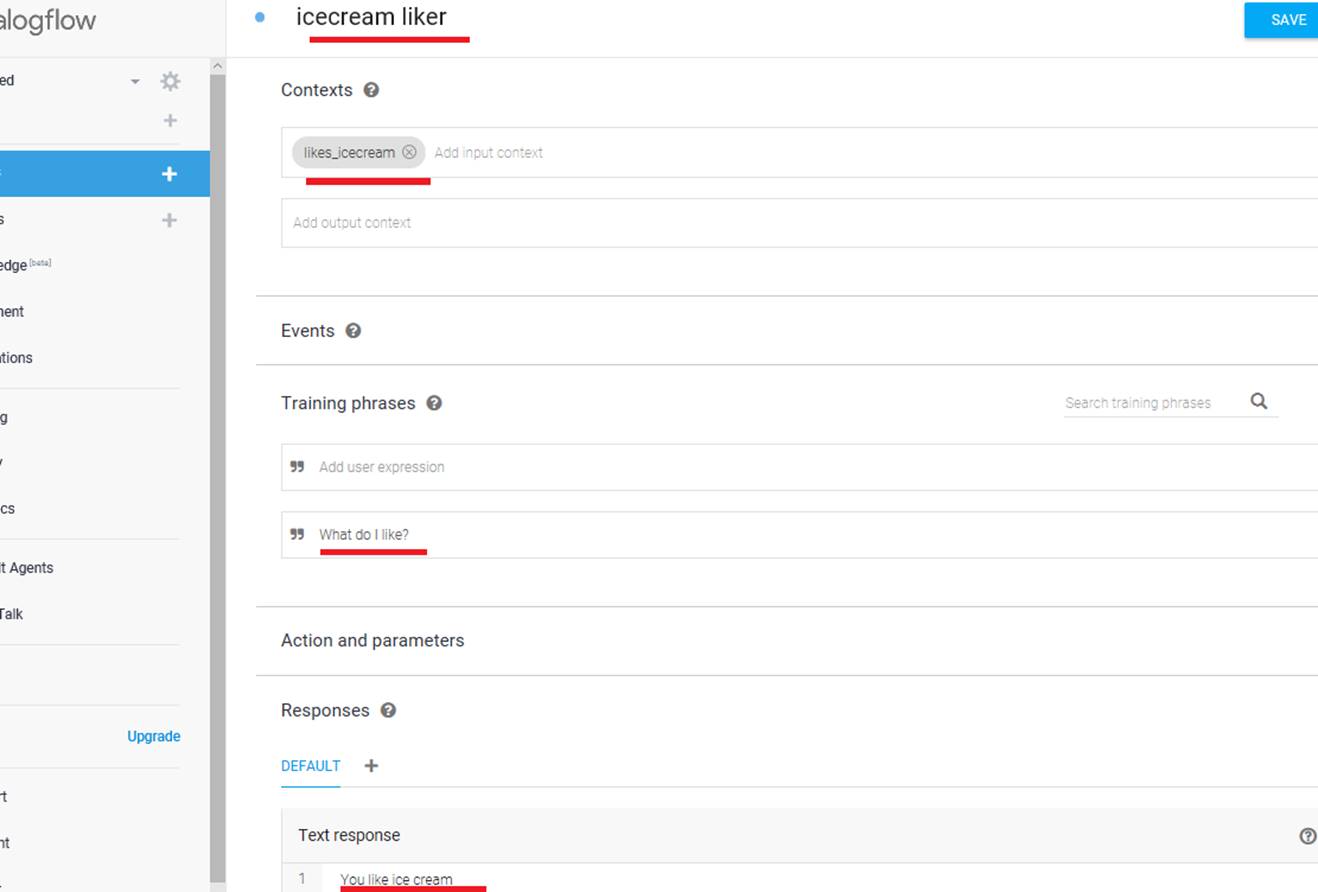 alogflow
icecream liker
SAVE
ed
Contexts
likes_icecream
Add input context
s
Add output context
edge [beta]
nent
Events
ations
Training phrases
Search training phrases
g
Add user expression
y
cs
What do I like?
lt Agents
Talk
Action and parameters
Responses
Upgrade
DEFAULT
rt
Text response
nt
1 You like ice cream